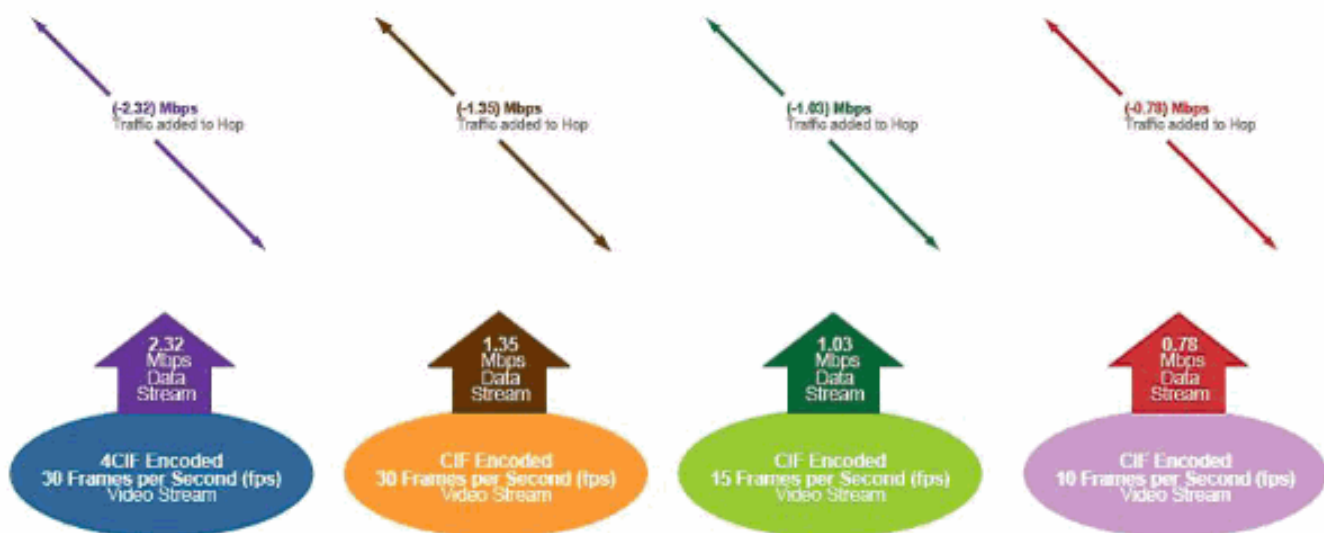 (-2.32) Mbps
Traffic added to Hop
(-1.35) Mbps
Traffic added to Hop
(-1.03) Mbps
Traffic added to Hop
(-0.78) Mbps
Traffic added to Hop
2.32
Mbps
Data
Stream
1.35
Mbps
Data
Stream
1.03
Mbps
Data
Stream
0.78
Mbps
Data
Stream
4CIF Encoded
30 Frames per Second (fps)
Video Stream
CIF Encoded
30 Frames per Second (fps)
Video Stream
CIF Encoded
15 Frames per Second (fps)
Video Stream
CIF Encoded
10 Frames per Second (fps)
Video Stream